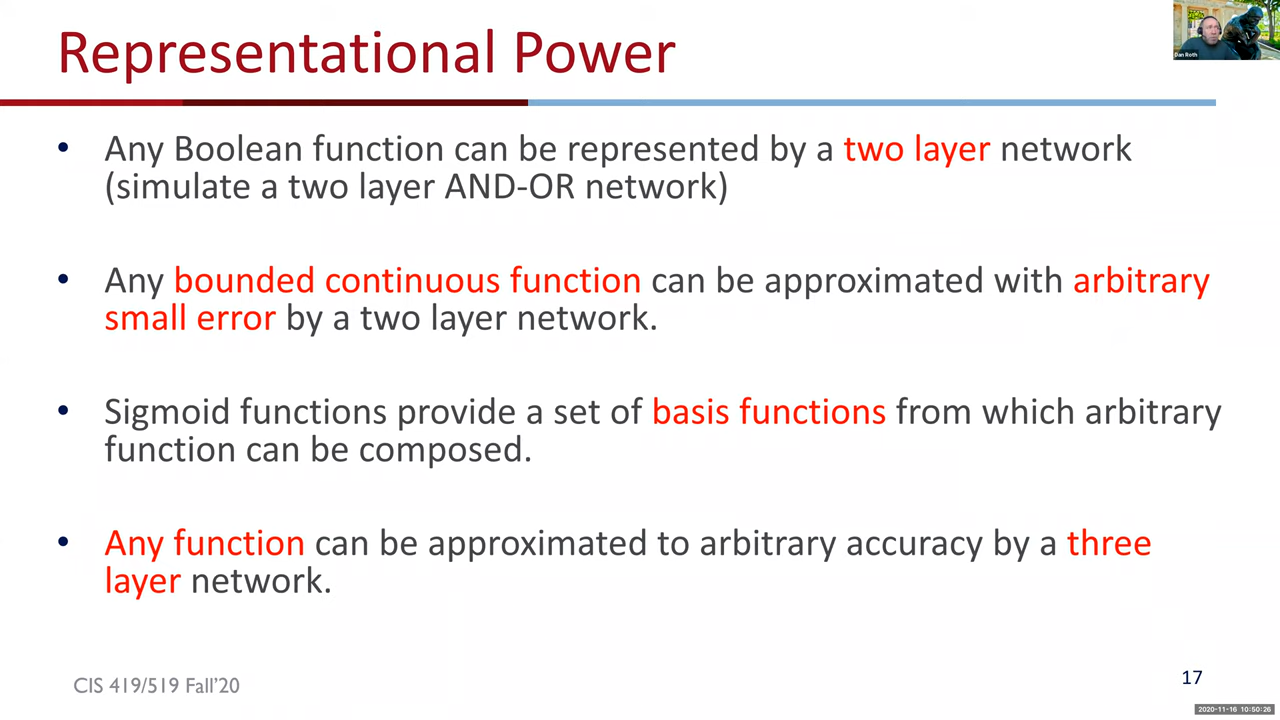 Representational Power
Dan Roth
• Any Boolean function can be represented by a two layer network
(simulate a two layer AND-OR network)
• Any bounded continuous function can be approximated with arbitrary
small error by a two layer network.
• Sigmoid functions provide a set of basis functions from which arbitrary
function can be composed.
• Any function can be approximated to arbitrary accuracy by a three
layer network.
CIS 419/519 Fall’20
17
2020-11-16 10:50:26